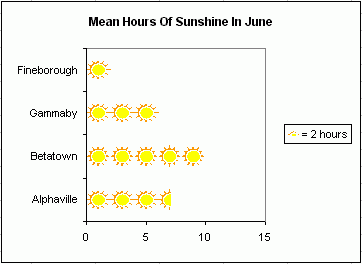 Mean Hours Of Sunshine In June
Fineborough
Gammaby
Betatown
Alphaville
0 5 10 15
= 2 hours